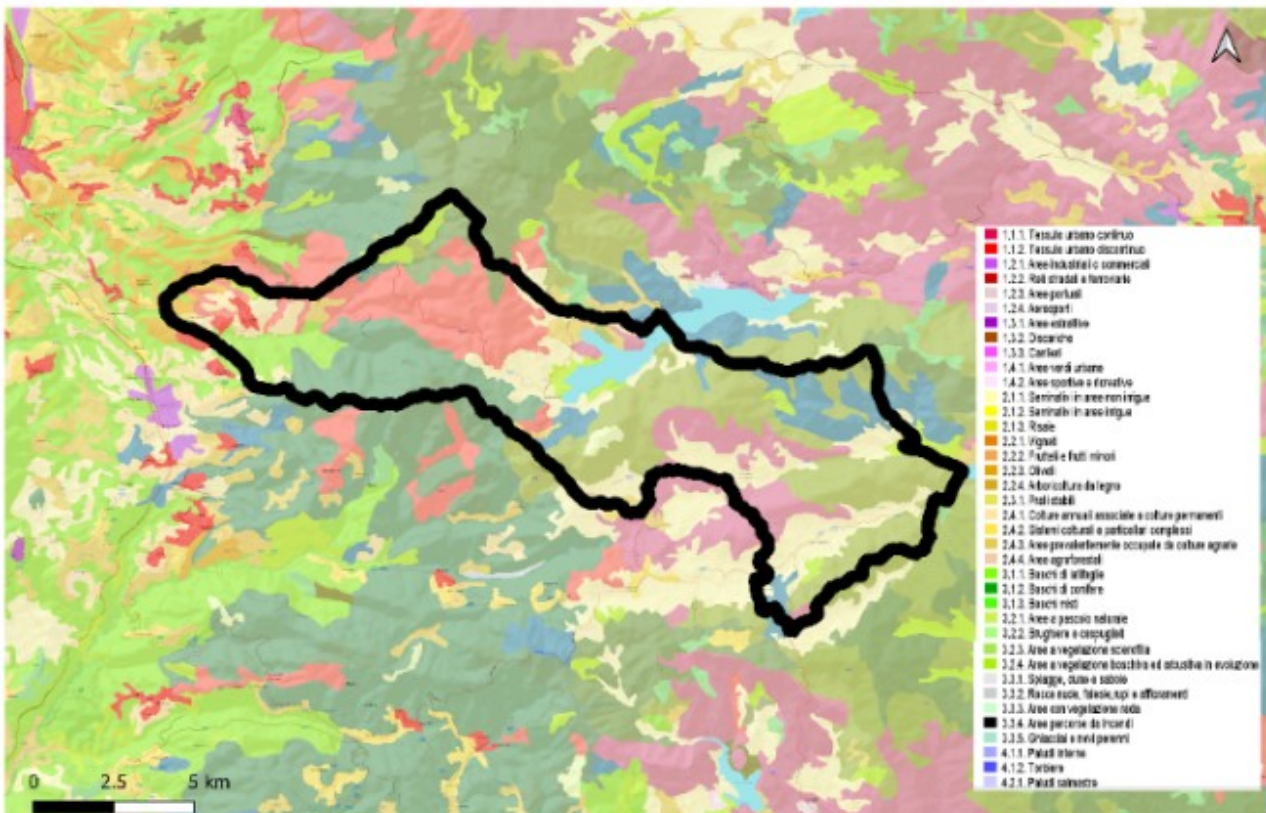 1.1.1. Tessuto urbano continuo
1.1.2. Tessuto urbano discontinuo
1.2.1. Aree industriali o commerciali
1.2.2. Reti stradali e ferroviarie
1.2.3. Aree portuali
1.2.4. Aeroporti
1.3.1. Aree estrattive
1.3.2. Discariche
1.3.3. Cantieri
1.4.1. Aree verdi urbane
1.4.2. Aree sportive e ricreative
2.1.1. Seminativi in aree non irrigue
2.1.2. Seminativi in aree irrigue
2.1.3. Risaie
2.2.1. Vigneti
2.2.2. Frutteti e frutti minori
2.2.3. Oliveti
2.2.4. Arboricoltura da legno
2.3.1. Prati stabili
2.4.1. Colture annuali associate a colture permanenti
2.4.2. Sistemi colturali e particellari complessi
2.4.3. Aree prevalentemente occupate da colture agrarie
2.4.4. Aree agroforestali
3.1.1. Boschi di latifoglie
3.1.2. Boschi di conifere
3.1.3. Boschi misti
3.2.1. Aree a pascolo naturale
3.2.2. Brughiere e cespuglieti
3.2.3. Aree a vegetazione sclerofilla
3.2.4. Aree a vegetazione boschiva ed arbustiva in evoluzione
3.3.1. Spiagge, dune e sabbie
3.3.2. Rocce nude, falesie, rupi e affioramenti
3.3.3. Aree con vegetazione rada
3.3.4. Aree percorse da incendi
3.3.5. Ghiacciai e nevi perenni
4.1.1. Paludi interne
4.1.2. Torbiere
4.2.1. Paludi salmastre
0 2.5 5 km